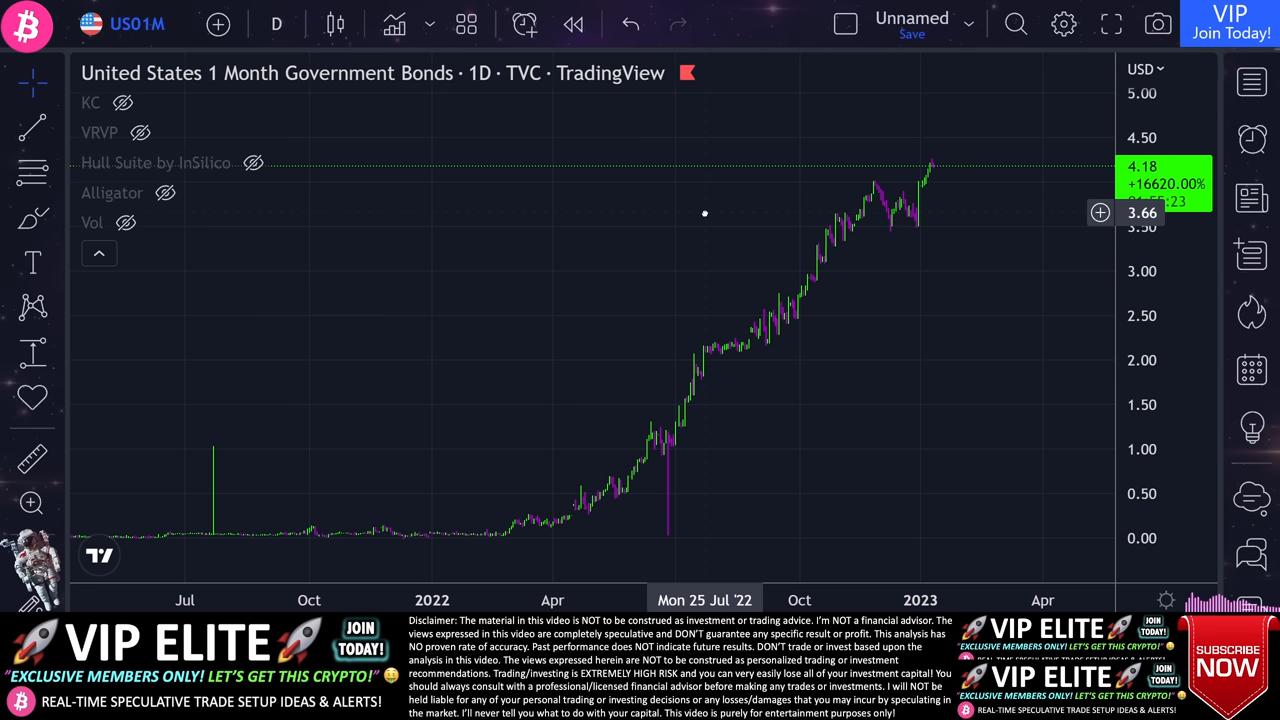 US01M
D
Unnamed
Save
VIP
Join Today!
United States 1 Month Government Bonds · 1D · TVC · TradingView
KC
VRVP
Hull Suite by InSilico
Alligator
Vol
USD
5.00
4.50
4.18
+16620.00%
3.66
3.50
3.00
2.50
2.00
1.50
1.00
0.50
0.00
Jul
Oct
2022
Apr
Mon 25 Jul '22
Oct
2023
Apr
VIP ELITE
JOIN
TODAY!
"EXCLUSIVE MEMBERS ONLY! LET'S GET THIS CRYPTO!"
REAL-TIME SPECULATIVE TRADE SETUP IDEAS & ALERTS!
Disclaimer: The material in this video is NOT to be construed as investment or trading advice. I'm NOT a financial advisor. The
views expressed in this video are completely speculative and DON'T guarantee any specific result or profit. This analysis has
NO proven rate of accuracy. Past performance does NOT indicate future results. DON'T trade or invest based upon the
analysis in this video. The views expressed herein are NOT to be construed as personalized trading or investment
recommendations. Trading/investing is EXTREMELY HIGH RISK and you can very easily lose all of your investment capital! You
should always consult with a professional/licensed financial advisor before making any trades or investments. I will NOT be
held liable for any of your personal trading or investing decisions or any losses/damages that you may incur by speculating in
the market. I'll never tell you what to do with your capital. This video is purely for entertainment purposes only!
VIP ELITE
JOIN
TODAY!
"EXCLUSIVE MEMBERS ONLY! LET'S GET THIS CRYPTO!"
VIP ELITE
JOIN
TODAY!
"EXCLUSIVE MEMBERS ONLY! LET'S GET THIS CRYPTO!"
REAL-TIME SPECULATIVE TRADE SETUP IDEAS & ALERTS!
SUBSCRIBE
NOW